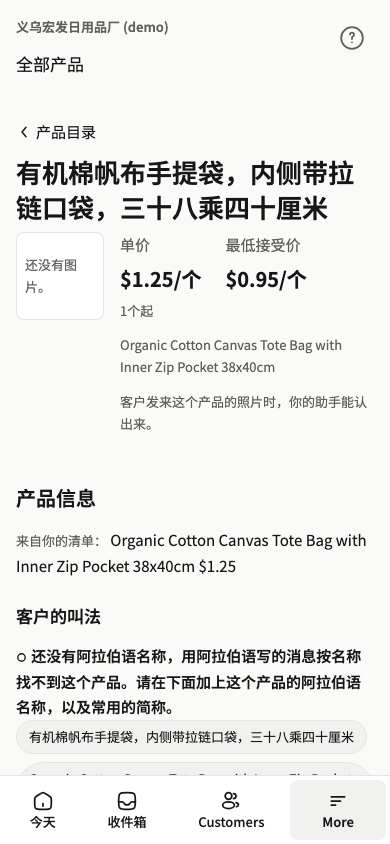 义乌宏发日用品厂 (demo)
全部产品
产品目录
有机棉帆布手提袋，内侧带拉
链口袋，三十八乘四十厘米
还没有图
片。
单价
最低接受价
$1.25/个
$0.95/个
1个起
Organic Cotton Canvas Tote Bag with
Inner Zip Pocket 38x40cm
客户发来这个产品的照片时，你的助手能认
出来。
产品信息
来自你的清单： Organic Cotton Canvas Tote Bag with
Inner Zip Pocket 38x40cm $1.25
客户的叫法
还没有阿拉伯语名称，用阿拉伯语写的消息按名称
找不到这个产品。请在下面加上这个产品的阿拉伯语
名称，以及常用的简称。
有机棉帆布手提袋，内侧带拉链口袋，三十八乘四十厘米
今天
收件箱
Customers
More